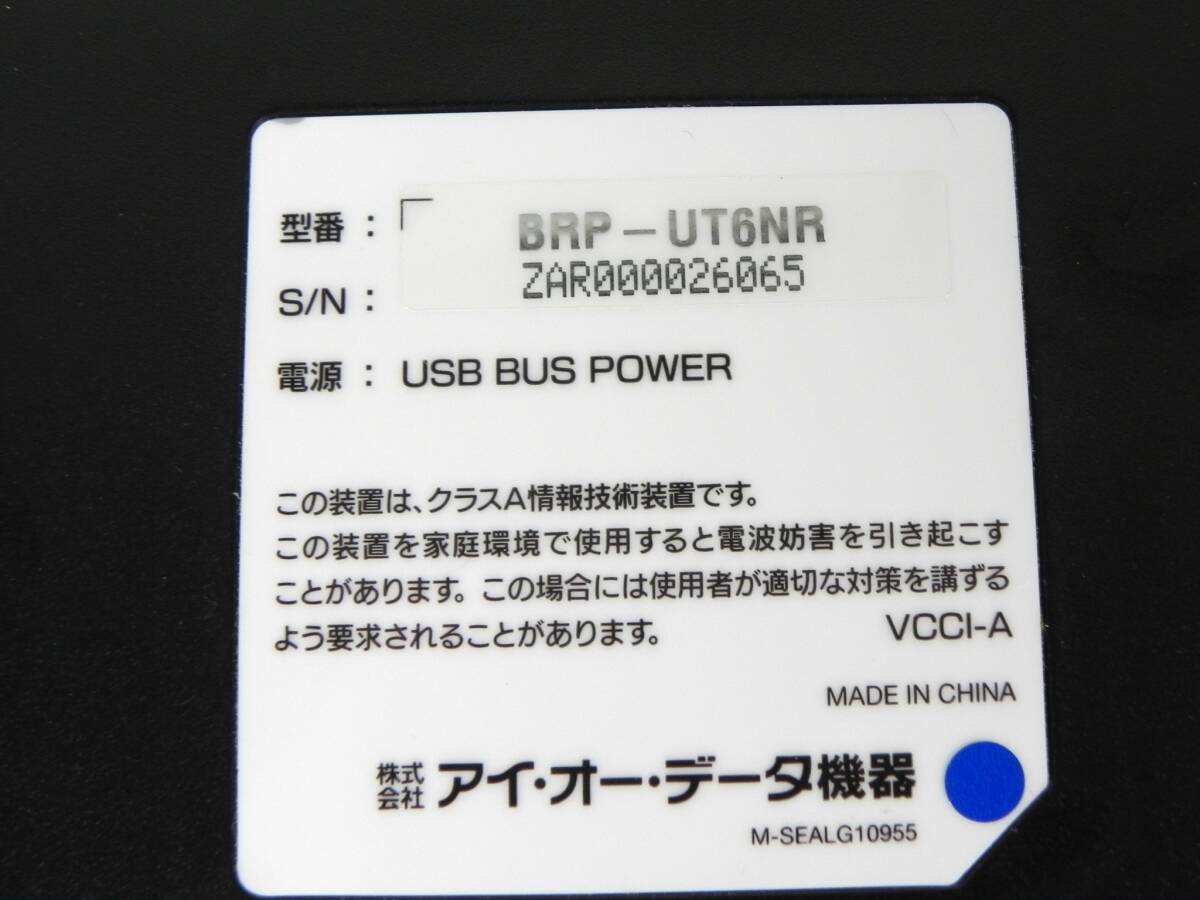 型番： BRP-UT6NR
S/N： ZAR000026065
電源： USB BUS POWER
この装置は、クラスA情報技術装置です。
この装置を家庭環境で使用すると電波妨害を引き起こす
ことがあります。この場合には使用者が適切な対策を講ずる
よう要求されることがあります。 VCCI-A
MADE IN CHINA
株式会社 アイ・オー・データ機器
M-SEALG10955